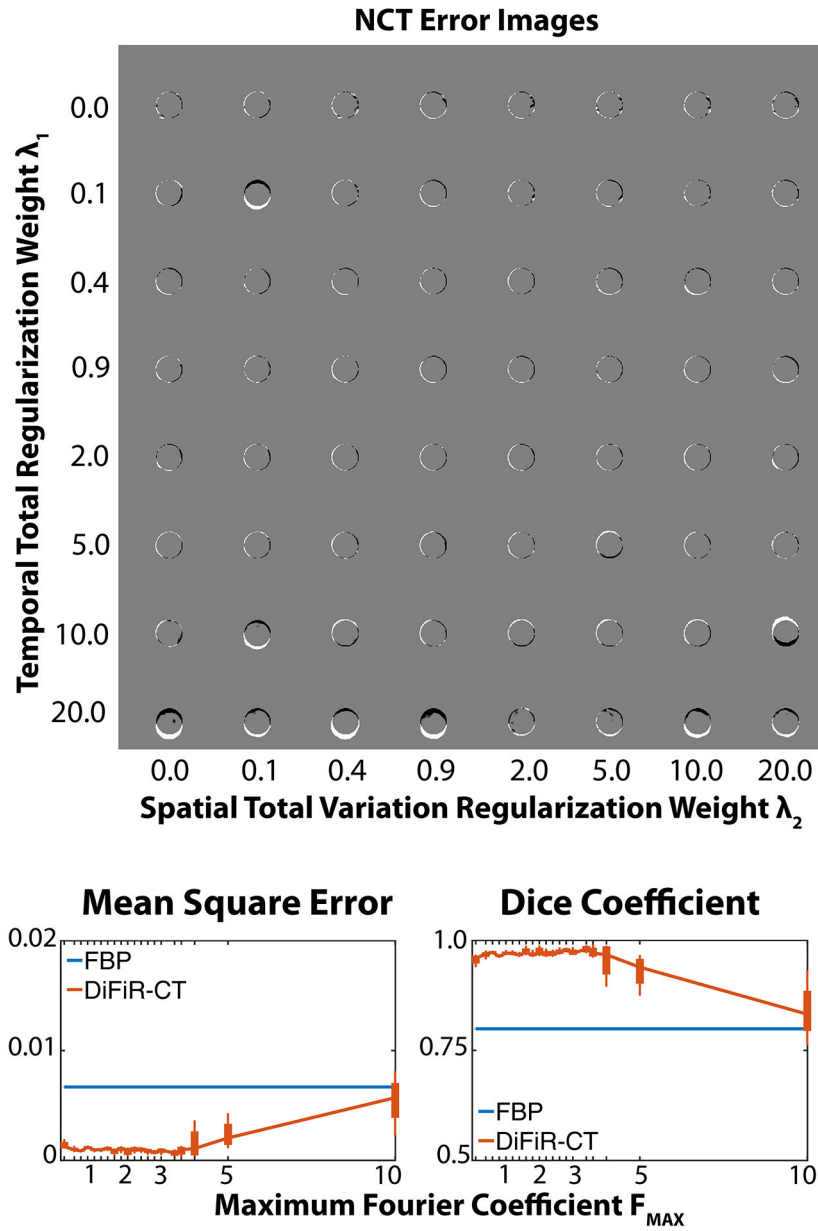 NCT Error Images
Temporal Total Regularization Weight λ1
0.0
0.1
0.4
0.9
2.0
5.0
10.0
20.0
0.0 0.1 0.4 0.9 2.0 5.0 10.0 20.0
Spatial Total Variation Regularization Weight λ2
Mean Square Error
0.02
0.01
0
FBP
DiFiR-CT
1 2 3 5 10
Dice Coefficient
1.0
0.75
0.5
FBP
DiFiR-CT
1 2 3 5 10
Maximum Fourier Coefficient FMAX